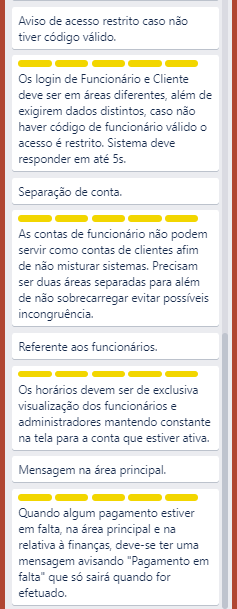 Aviso de acesso restrito caso não
tiver código válido.
Os login de Funcionário e Cliente
deve ser em áreas diferentes, além de
exigirem dados distintos, caso não
haver código de funcionário válido o
acesso é restrito. Sistema deve
responder em até 5s.
Separação de conta.
As contas de funcionário não podem
servir como contas de clientes afim
de não misturar sistemas. Precisam
ser duas áreas separadas para além
de não sobrecarregar evitar possíveis
incongruência.
Referente aos funcionários.
Os horários devem ser de exclusiva
visualização dos funcionários e
administradores mantendo constante
na tela para a conta que estiver ativa.
Mensagem na área principal.
Quando algum pagamento estiver
em falta, na área principal e na
relativa à finanças, deve-se ter uma
mensagem avisando "Pagamento em
falta" que só sairá quando for
efetuado.